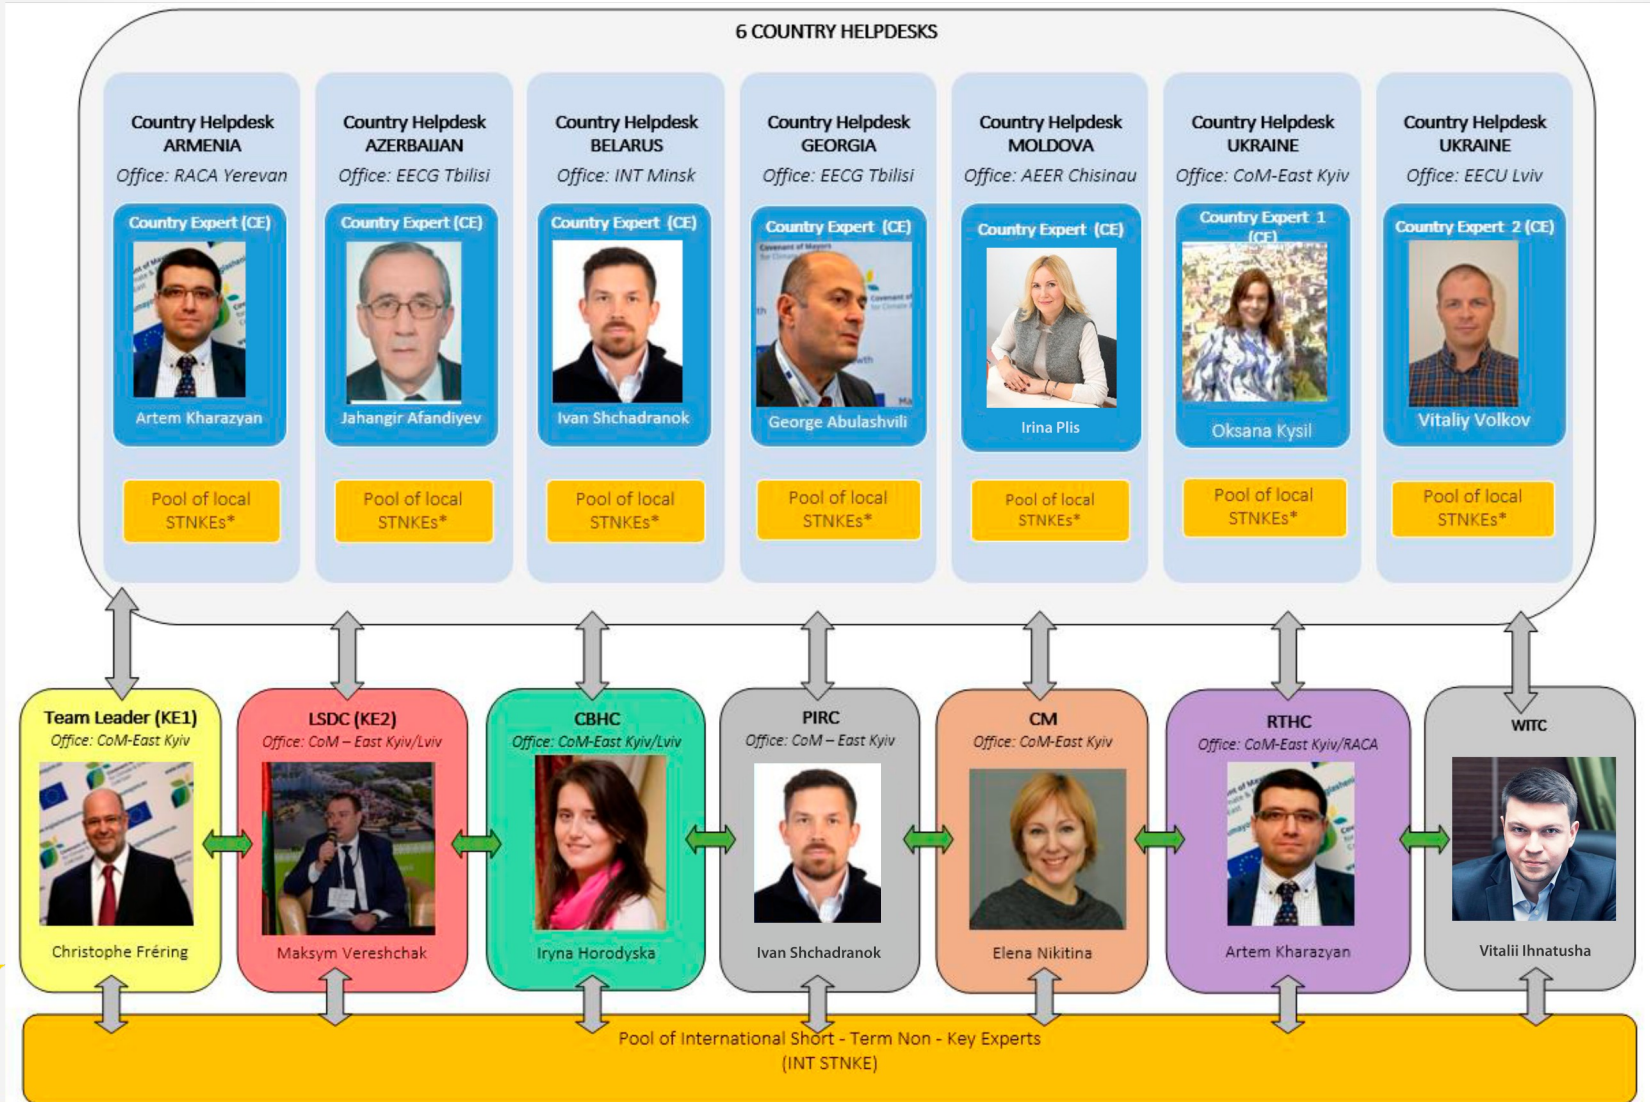 6 COUNTRY HELPDESKS
Country Helpdesk
ARMENIA
Office: RACA Yerevan
Country Expert (CE)
Artem Kharazyan
Pool of local
STNKEs*
Country Helpdesk
AZERBAIJAN
Office: EECG Tbilisi
Country Expert (CE)
Jahangir Afandiyev
Pool of local
STNKEs*
Country Helpdesk
BELARUS
Office: INT Minsk
Country Expert (CE)
Ivan Shchadranok
Pool of local
STNKEs*
Country Helpdesk
GEORGIA
Office: EECG Tbilisi
Country Expert (CE)
Covenant of Mayors
George Abulashvili
Pool of local
STNKEs*
Country Helpdesk
MOLDOVA
Office: AEER Chisinau
Country Expert (CE)
Irina Plis
Pool of local
STNKEs*
Country Helpdesk
UKRAINE
Office: CoM-East Kyiv
Country Expert 1
(CE)
Oksana Kysil
Pool of local
STNKEs*
Country Helpdesk
UKRAINE
Office: EECU Lviv
Country Expert 2 (CE)
Vitaliy Volkov
Pool of local
STNKEs*
Team Leader (KE1)
Office: CoM-East Kyiv
Christophe Fréring
LSDC (KE2)
Office: CoM – East Kyiv/Lviv
Maksym Vereshchak
CBHC
Office: CoM-East Kyiv/Lviv
Iryna Horodyska
PIRC
Office: CoM – East Kyiv
Ivan Shchadranok
CM
Office: CoM-East Kyiv
Elena Nikitina
RTHC
Office: CoM-East Kyiv/RACA
Artem Kharazyan
WITC
Vitalii Ihnatusha
Pool of International Short - Term Non - Key Experts
(INT STNKE)